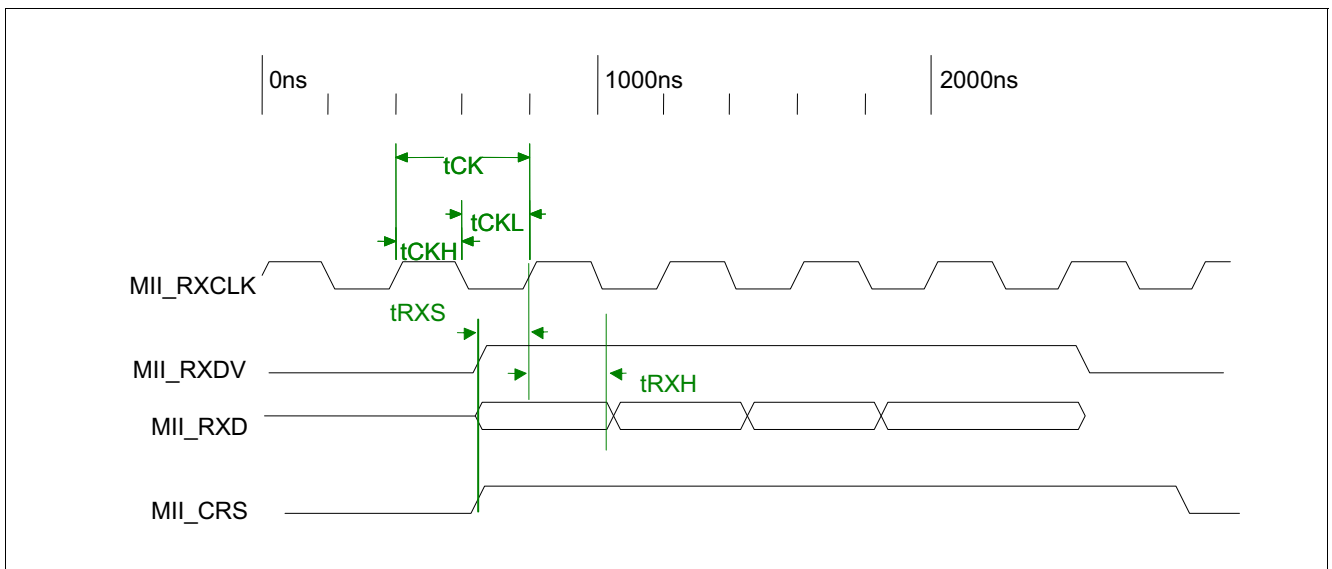 0ns 1000ns 2000ns
tCK
tCKL
tCKH
MII_RXCLK
tRXS
MII_RXDV
tRXH
MII_RXD
MII_CRS